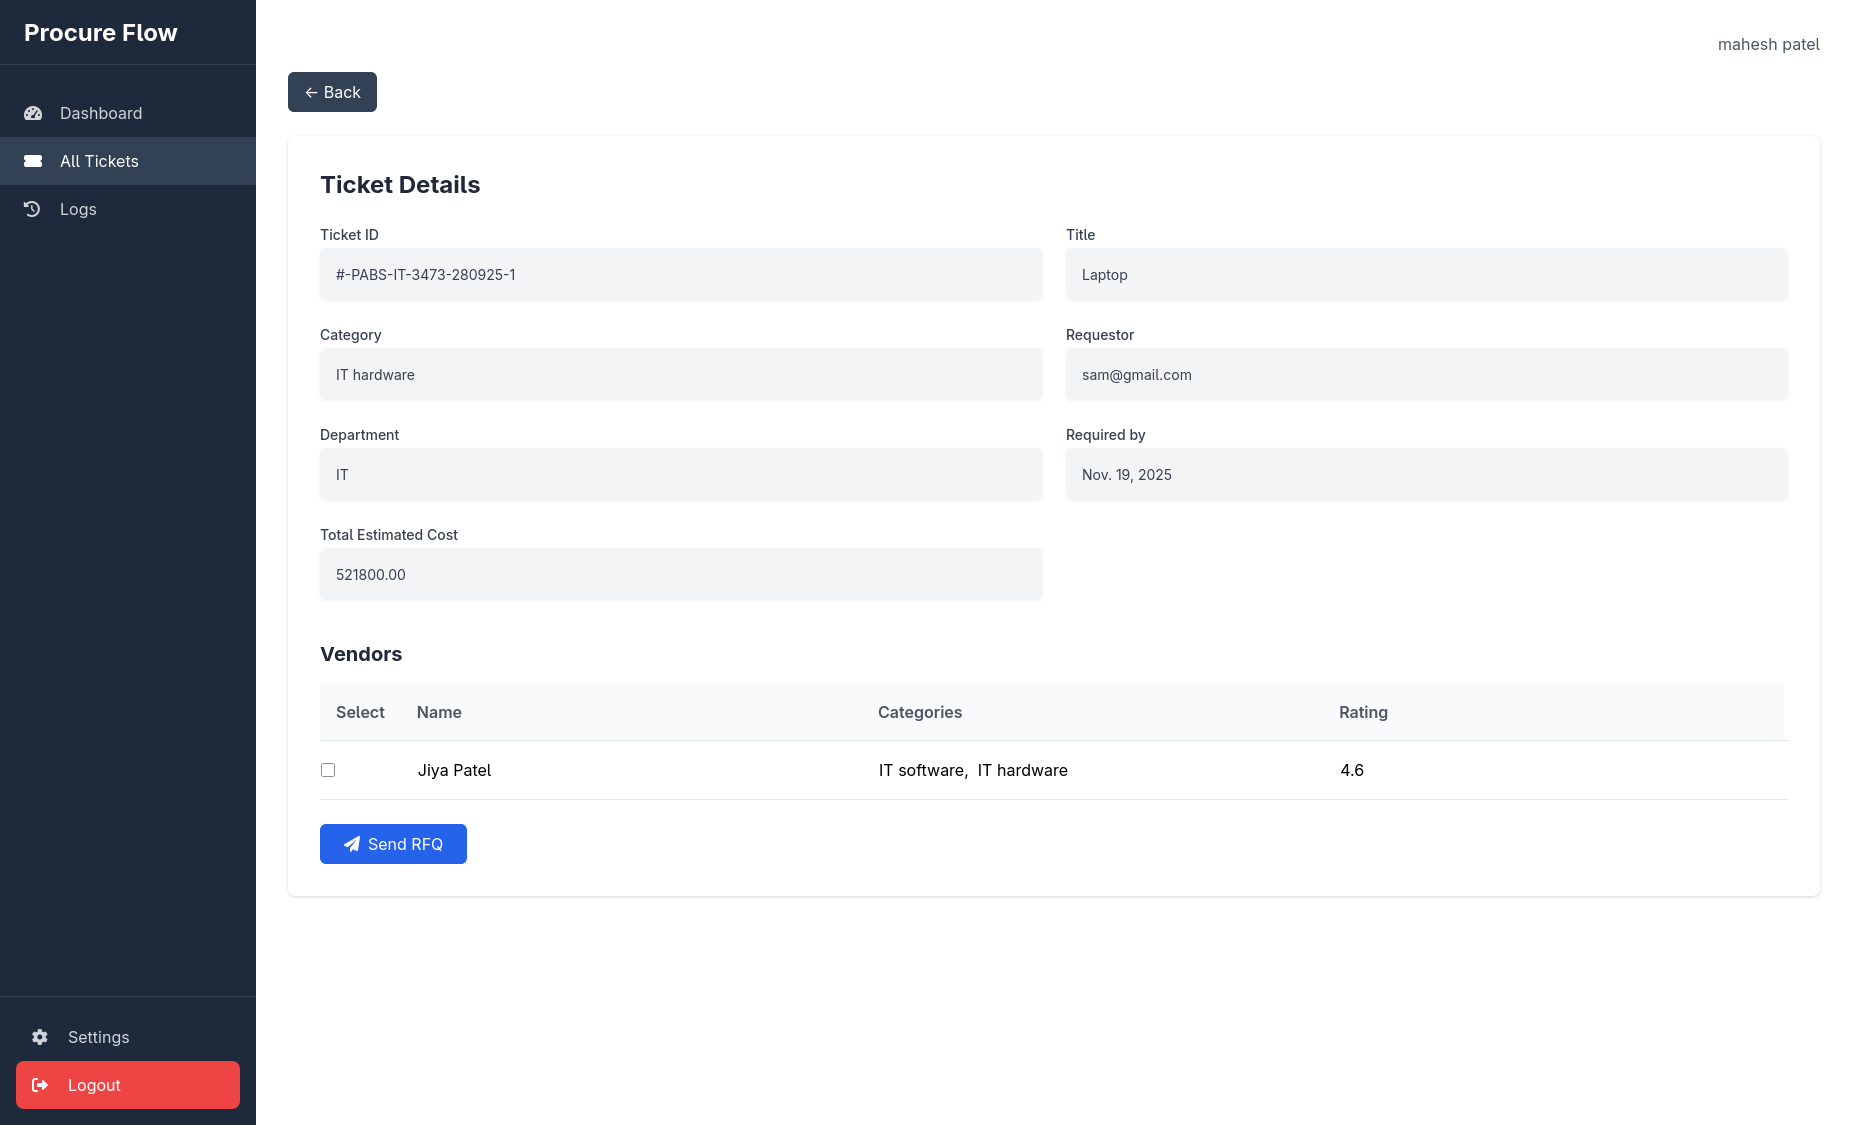 Procure Flow
mahesh patel
Dashboard
All Tickets
Logs
← Back
Ticket Details
Ticket ID
#-PABS-IT-3473-280925-1
Title
Laptop
Category
IT hardware
Requestor
sam@gmail.com
Department
IT
Required by
Nov. 19, 2025
Total Estimated Cost
521800.00
Vendors
Select Name Categories Rating
Jiya Patel IT software, IT hardware 4.6
Send RFQ
Settings
Logout